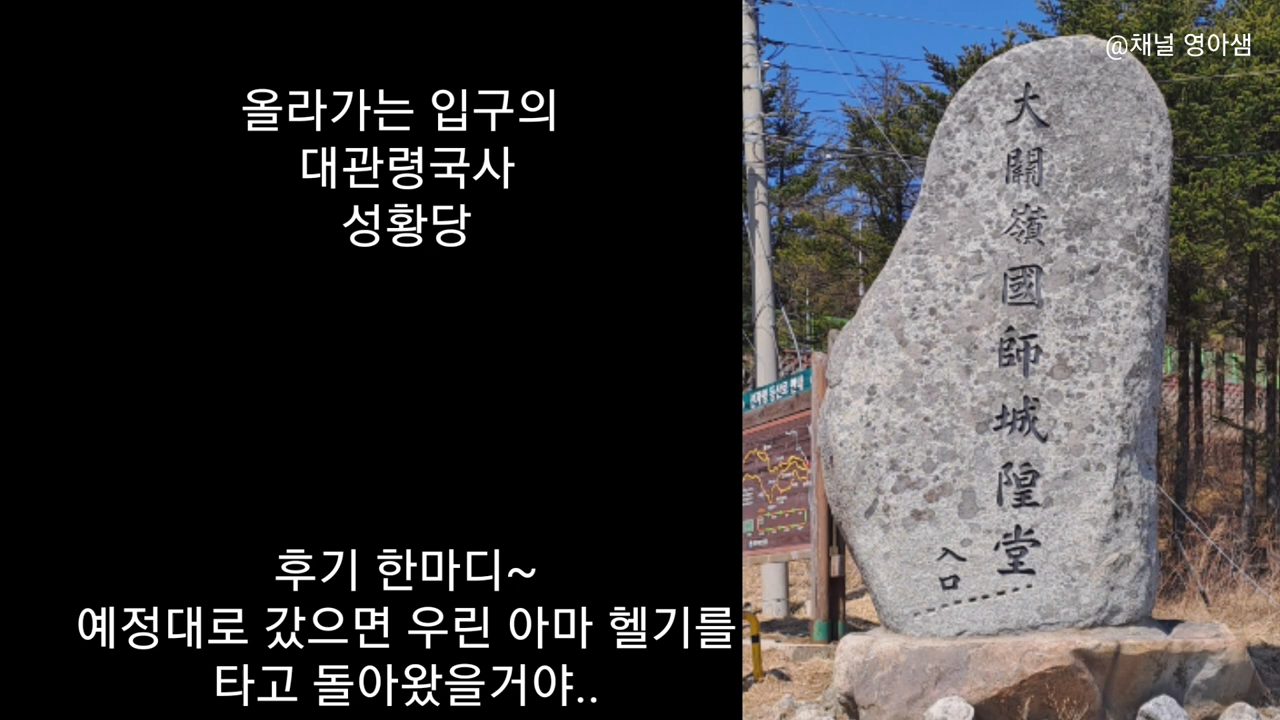 올라가는 입구의
대관령국사
성황당
후기 한마디~
예정대로 갔으면 우린 아마 헬기를
타고 돌아왔을거야..
@채널 영아샘
大關嶺國師城隍堂
入口